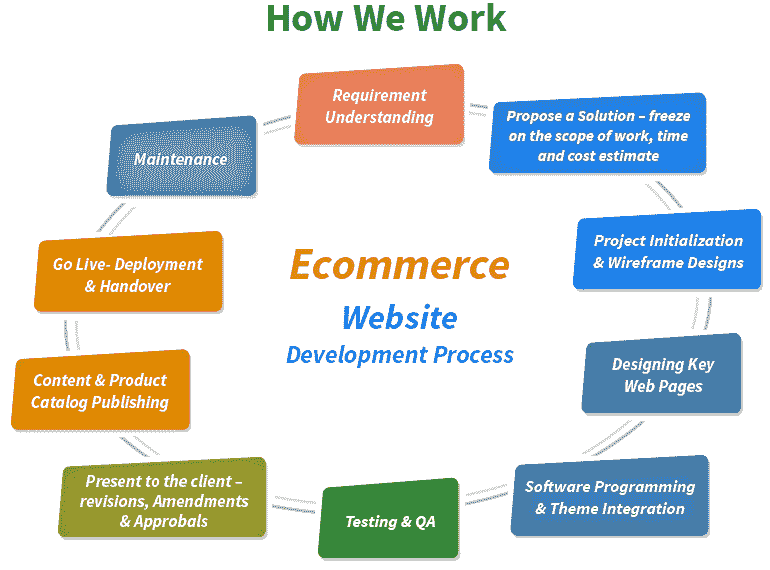 How We Work
Requirement
Understanding
Propose a Solution – freeze
on the scope of work, time
and cost estimate
Project Initialization
& Wireframe Designs
Designing Key
Web Pages
Software Programming
& Theme Integration
Testing & QA
Present to the client –
revisions, Amendments
& Approbals
Content & Product
Catalog Publishing
Go Live- Deployment
& Handover
Maintenance
Ecommerce
Website
Development Process